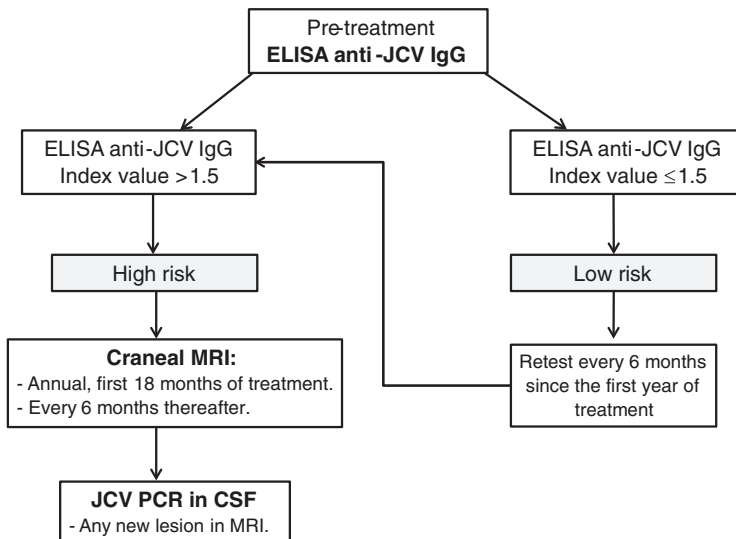 Pre-treatment
ELISA anti-JCV IgG
ELISA anti-JCV IgG
Index value >1.5
ELISA anti-JCV IgG
Index value ≤1.5
High risk
Low risk
Craneal MRI:
- Annual, first 18 months of treatment.
- Every 6 months thereafter.
Retest every 6 months
since the first year of
treatment
JCV PCR in CSF
- Any new lesion in MRI.